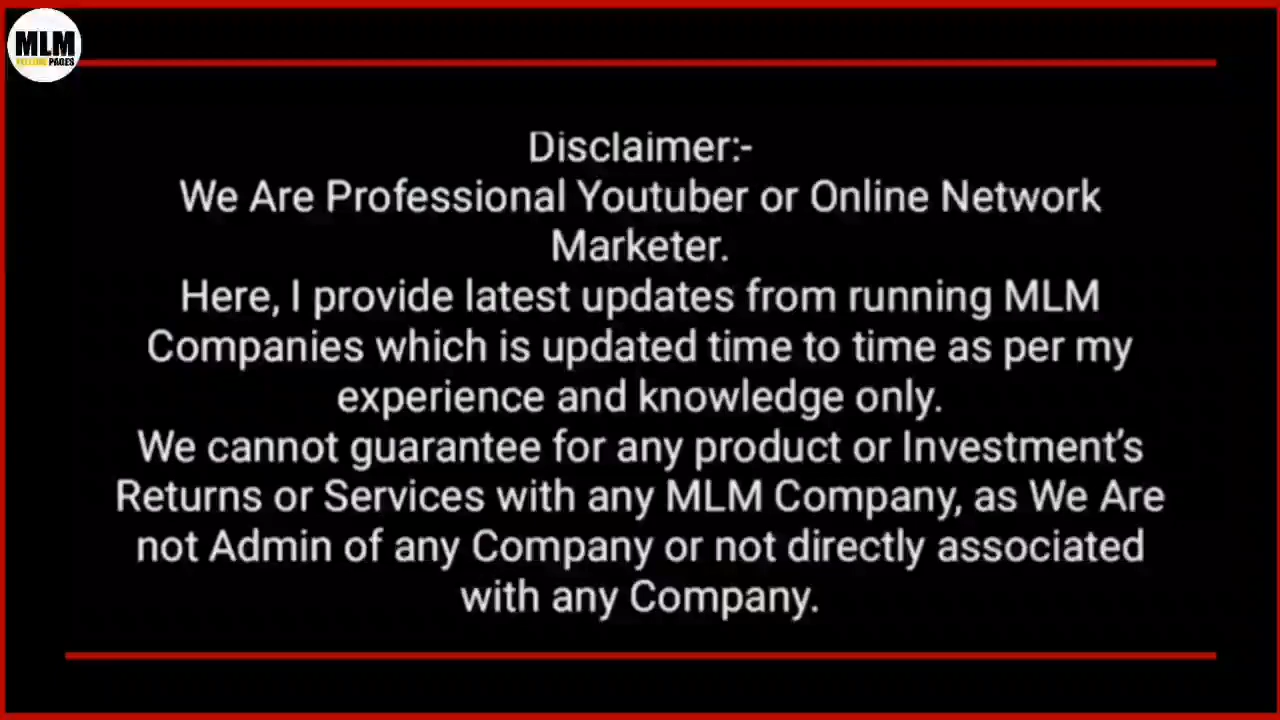 MLM
YELLOW PAGES
Disclaimer:-
We Are Professional Youtuber or Online Network
Marketer.
Here, I provide latest updates from running MLM
Companies which is updated time to time as per my
experience and knowledge only.
We cannot guarantee for any product or Investment’s
Returns or Services with any MLM Company, as We Are
not Admin of any Company or not directly associated
with any Company.